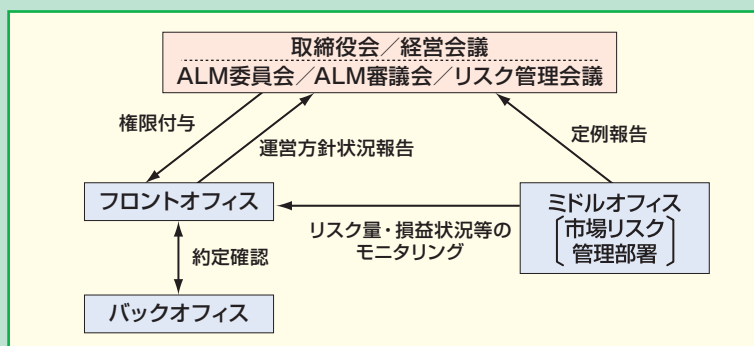 取締役会／経営会議
ALM委員会／ALM審議会／リスク管理会議
権限付与
運営方針状況報告
定例報告
フロントオフィス
リスク量・損益状況等の
モニタリング
ミドルオフィス
市場リスク
管理部署
約定確認
バックオフィス